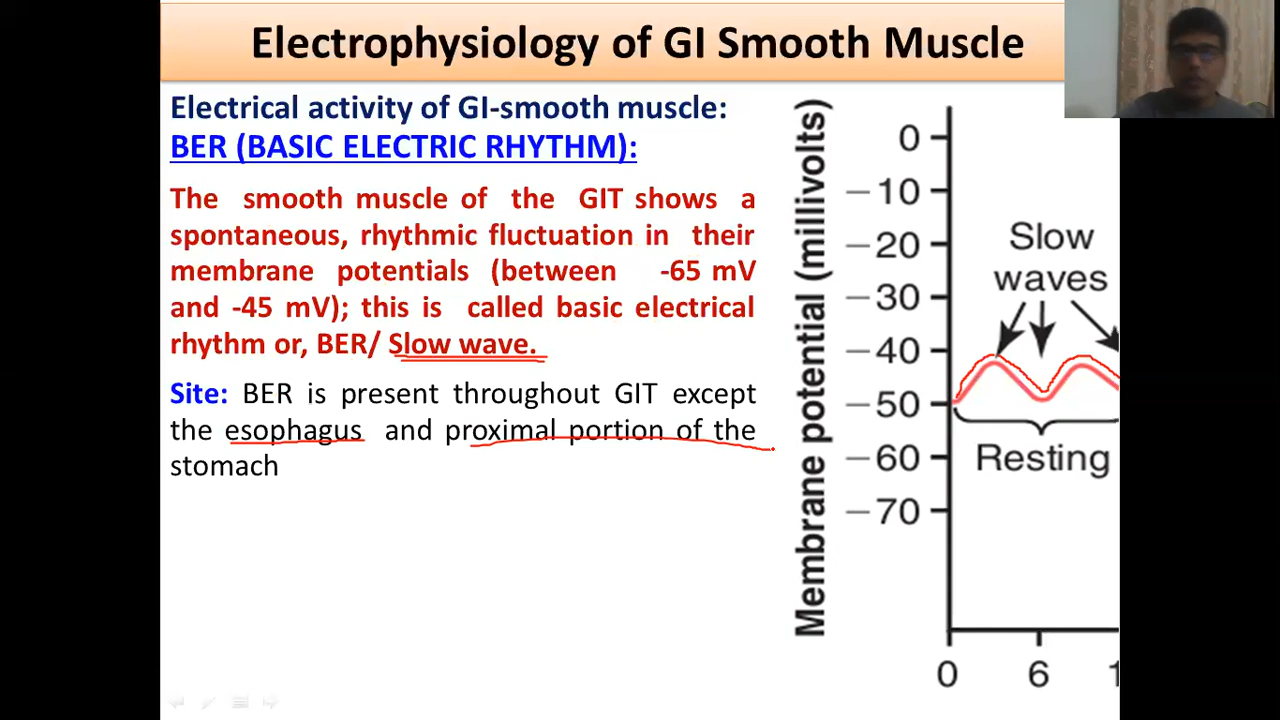 Electrophysiology of GI Smooth Muscle
Electrical activity of GI-smooth muscle:
BER (BASIC ELECTRIC RHYTHM):
The smooth muscle of the GIT shows a
spontaneous, rhythmic fluctuation in their
membrane potentials (between -65 mV
and -45 mV); this is called basic electrical
rhythm or, BER/ Slow wave.
Site: BER is present throughout GIT except
the esophagus and proximal portion of the
stomach
Membrane potential (millivolts)
0
−10
−20
−30
−40
−50
−60
−70
Slow
waves
Resting
0 6 1